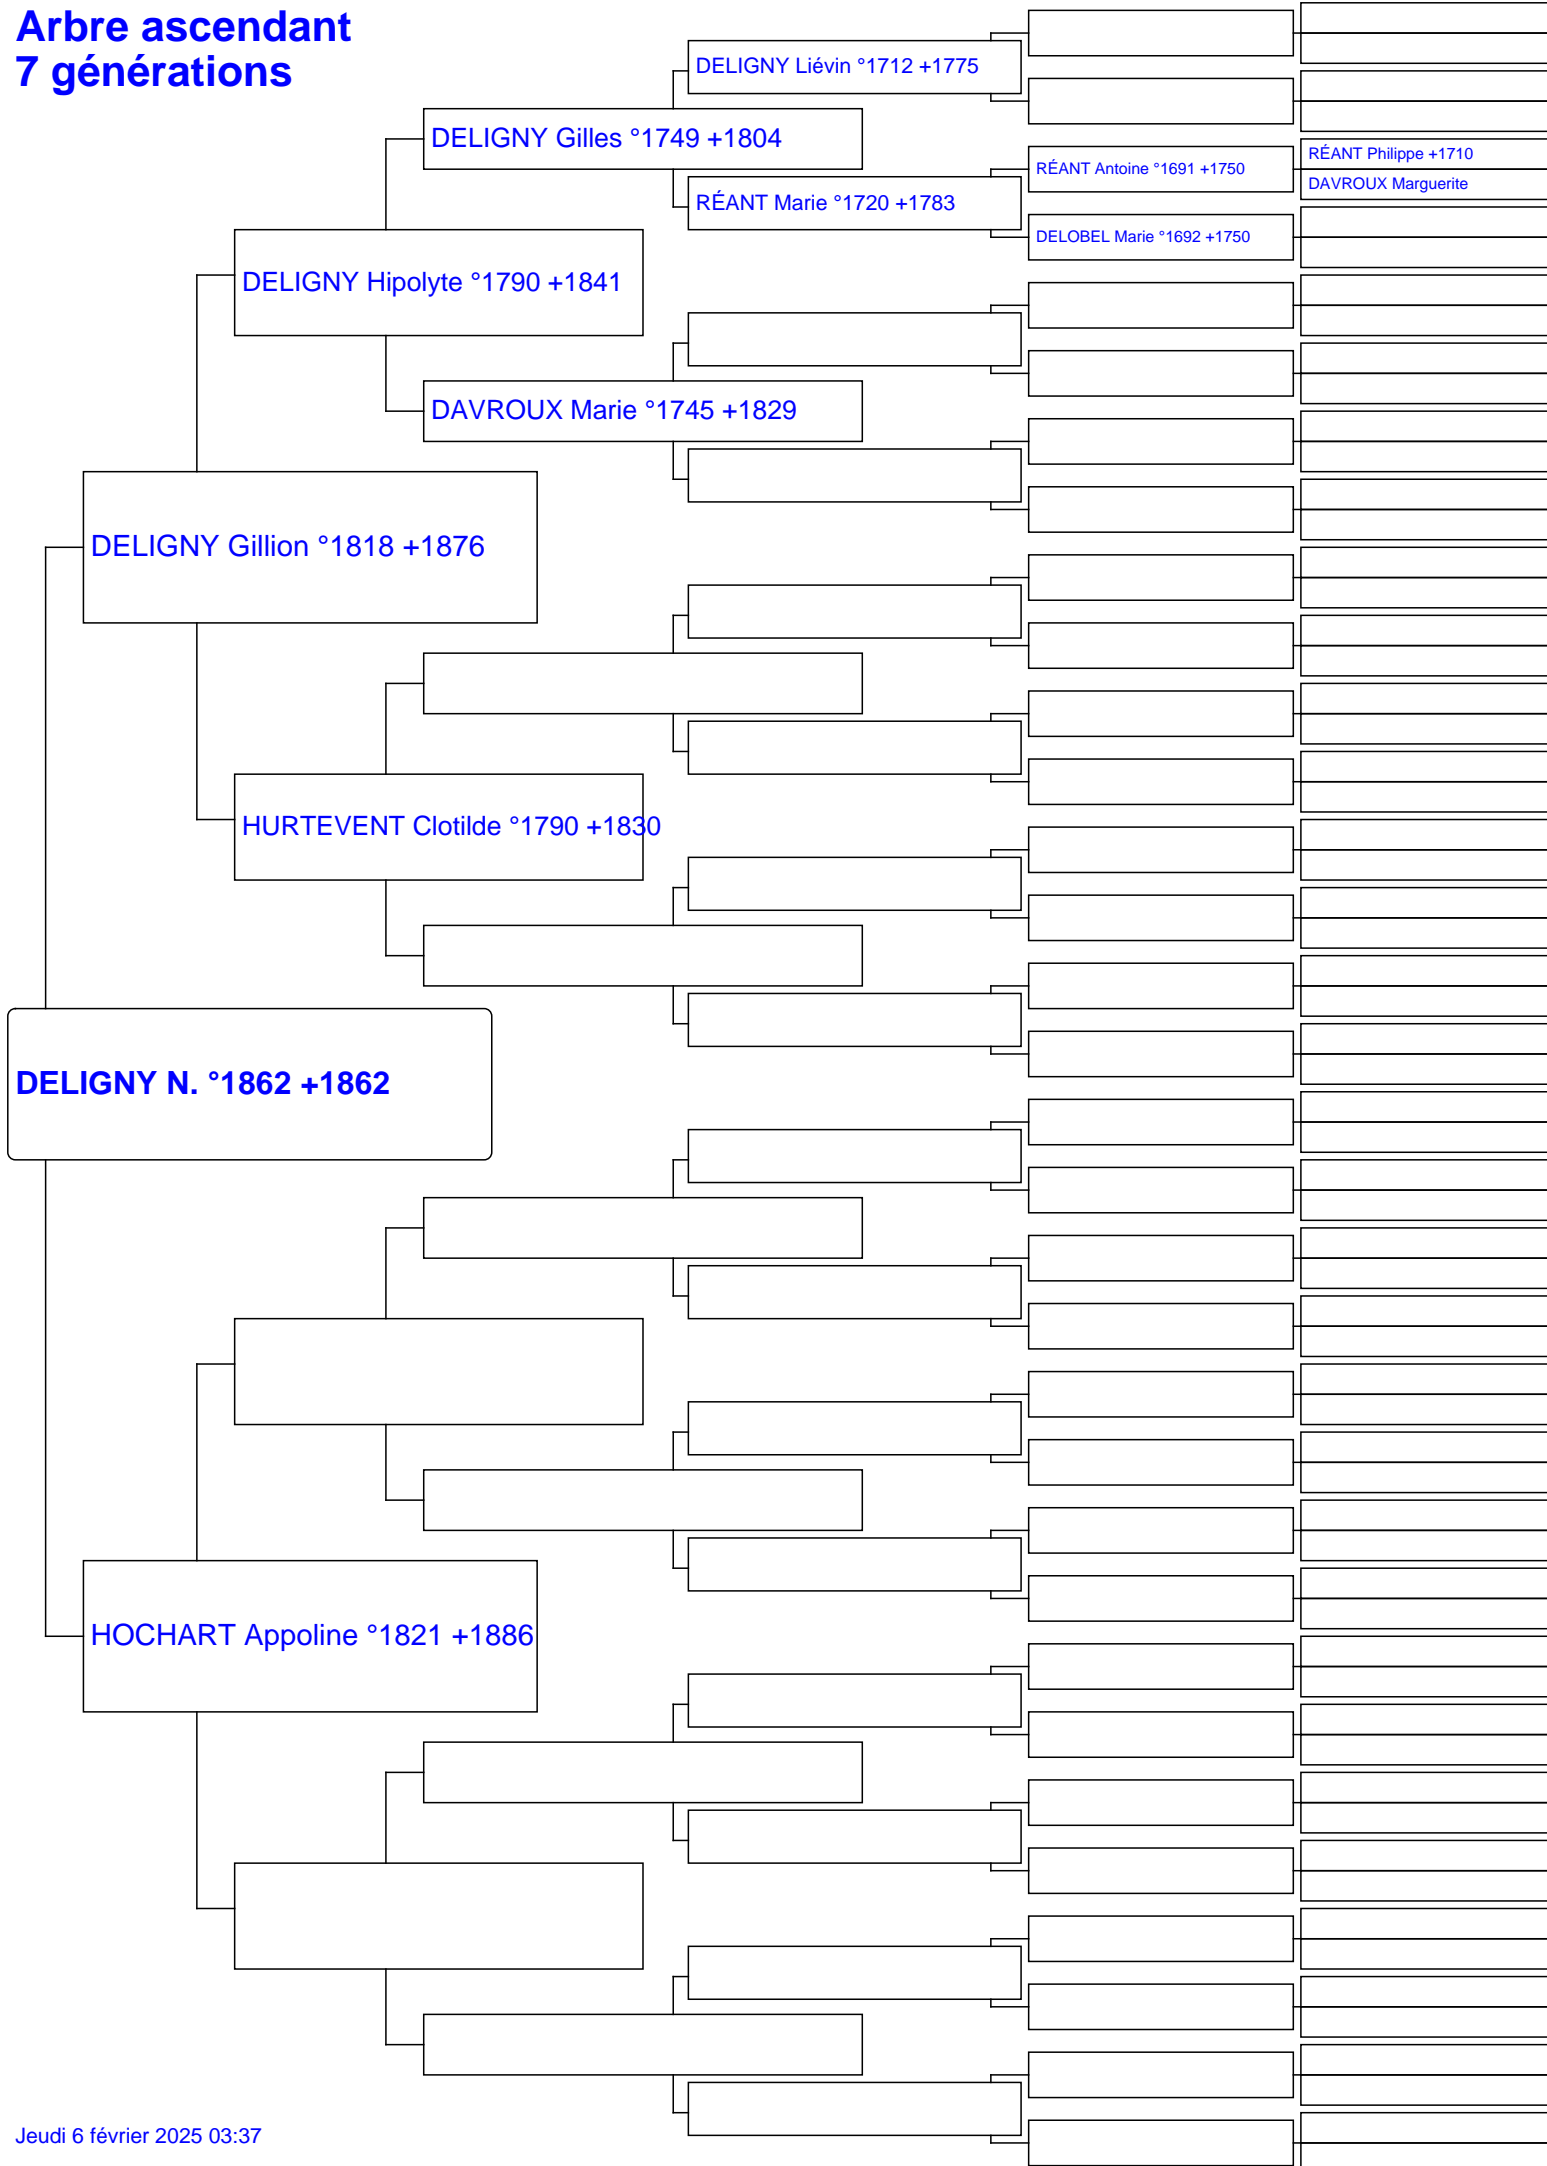 Arbre ascendant
7 générations
DELIGNY Liévin °1712 +1775
DELIGNY Gilles °1749 +1804
RÉANT Philippe +1710
RÉANT Antoine °1691 +1750
DAVROUX Marguerite
RÉANT Marie °1720 +1783
DELOBEL Marie °1692 +1750
DELIGNY Hipolyte °1790 +1841
DAVROUX Marie °1745 +1829
DELIGNY Gillion °1818 +1876
HURTEVENT Clotilde °1790 +1830
DELIGNY N. °1862 +1862
HOCHART Appoline °1821 +1886
Jeudi 6 février 2025 03:37